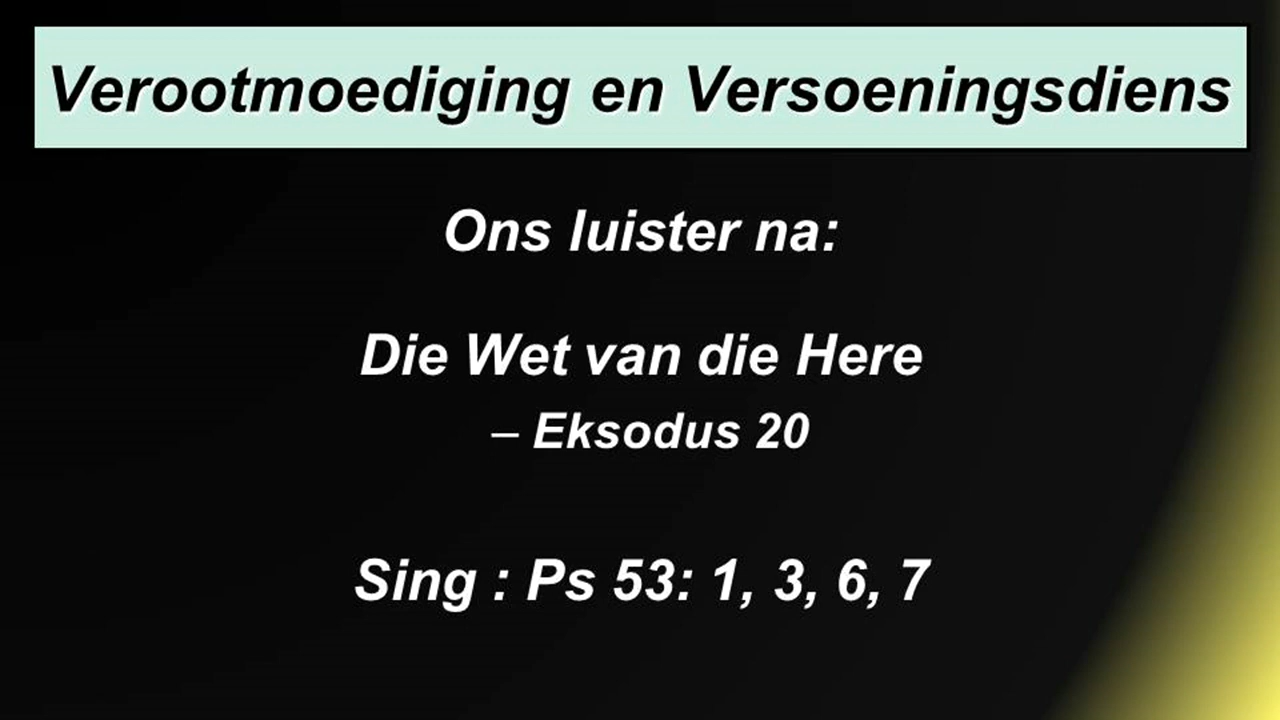 Verootmoediging en Versoeningsdiens
Ons luister na:
Die Wet van die Here
– Eksodus 20
Sing : Ps 53: 1, 3, 6, 7